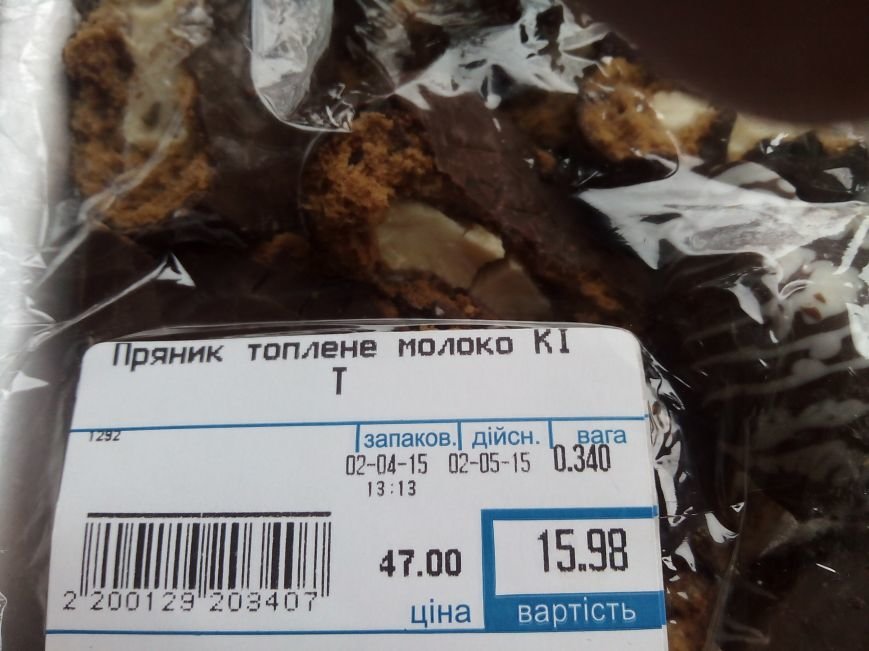 Пряник топлене молоко КІ
Т
1292
запаков. дійсн. вага
02-04-15 02-05-15 0.340
13:13
47.00 15.98
2 200129 203407
ціна вартість